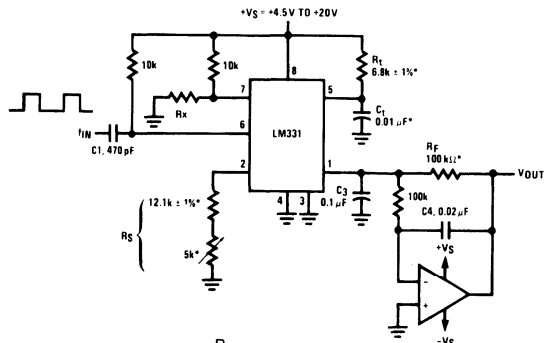 +VS = +4.5V TO +20V
10k
10k
Rt
6.8k ± 1%*
8
7
5
Rx
Ct
0.01 µF*
fIN
6
LM331
C1, 470 pF
RF
100 kΩ*
2
1
VOUT
12.1k ± 1%*
C3
0.1 µF
100k
4
3
C4, 0.02 µF
RS
+VS
5k*
-
+
-VS